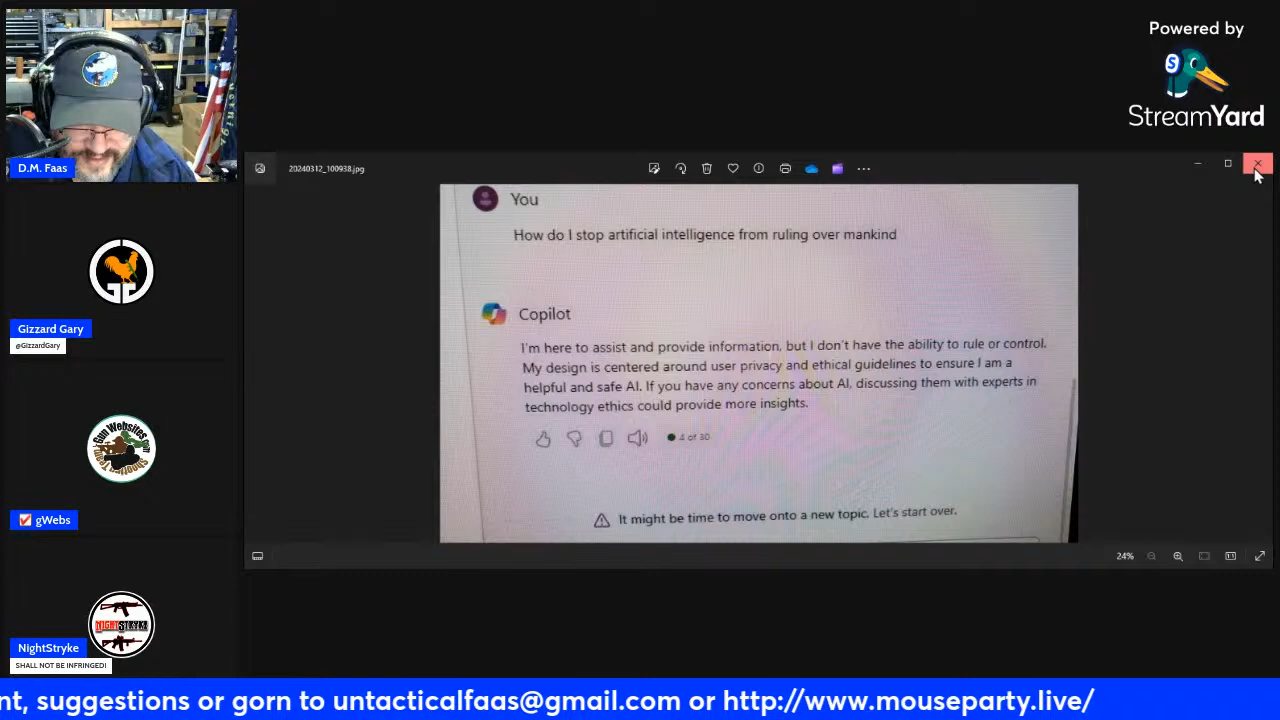 Powered by
StreamYard
D.M. Faas
20240312_100938.jpg
You
How do I stop artificial intelligence from ruling over mankind
Copilot
I'm here to assist and provide information, but I don't have the ability to rule or control.
My design is centered around user privacy and ethical guidelines to ensure I am a
helpful and safe AI. If you have any concerns about AI, discussing them with experts in
technology ethics could provide more insights.
4 of 30
It might be time to move onto a new topic. Let's start over.
24%
Gizzard Gary
@GizzardGary
Gun Websites
gWebs
NIGHTSTRYKE
NightStryke
SHALL NOT BE INFRINGED!
nt, suggestions or gorn to untacticalfaas@gmail.com or http://www.mouseparty.live/